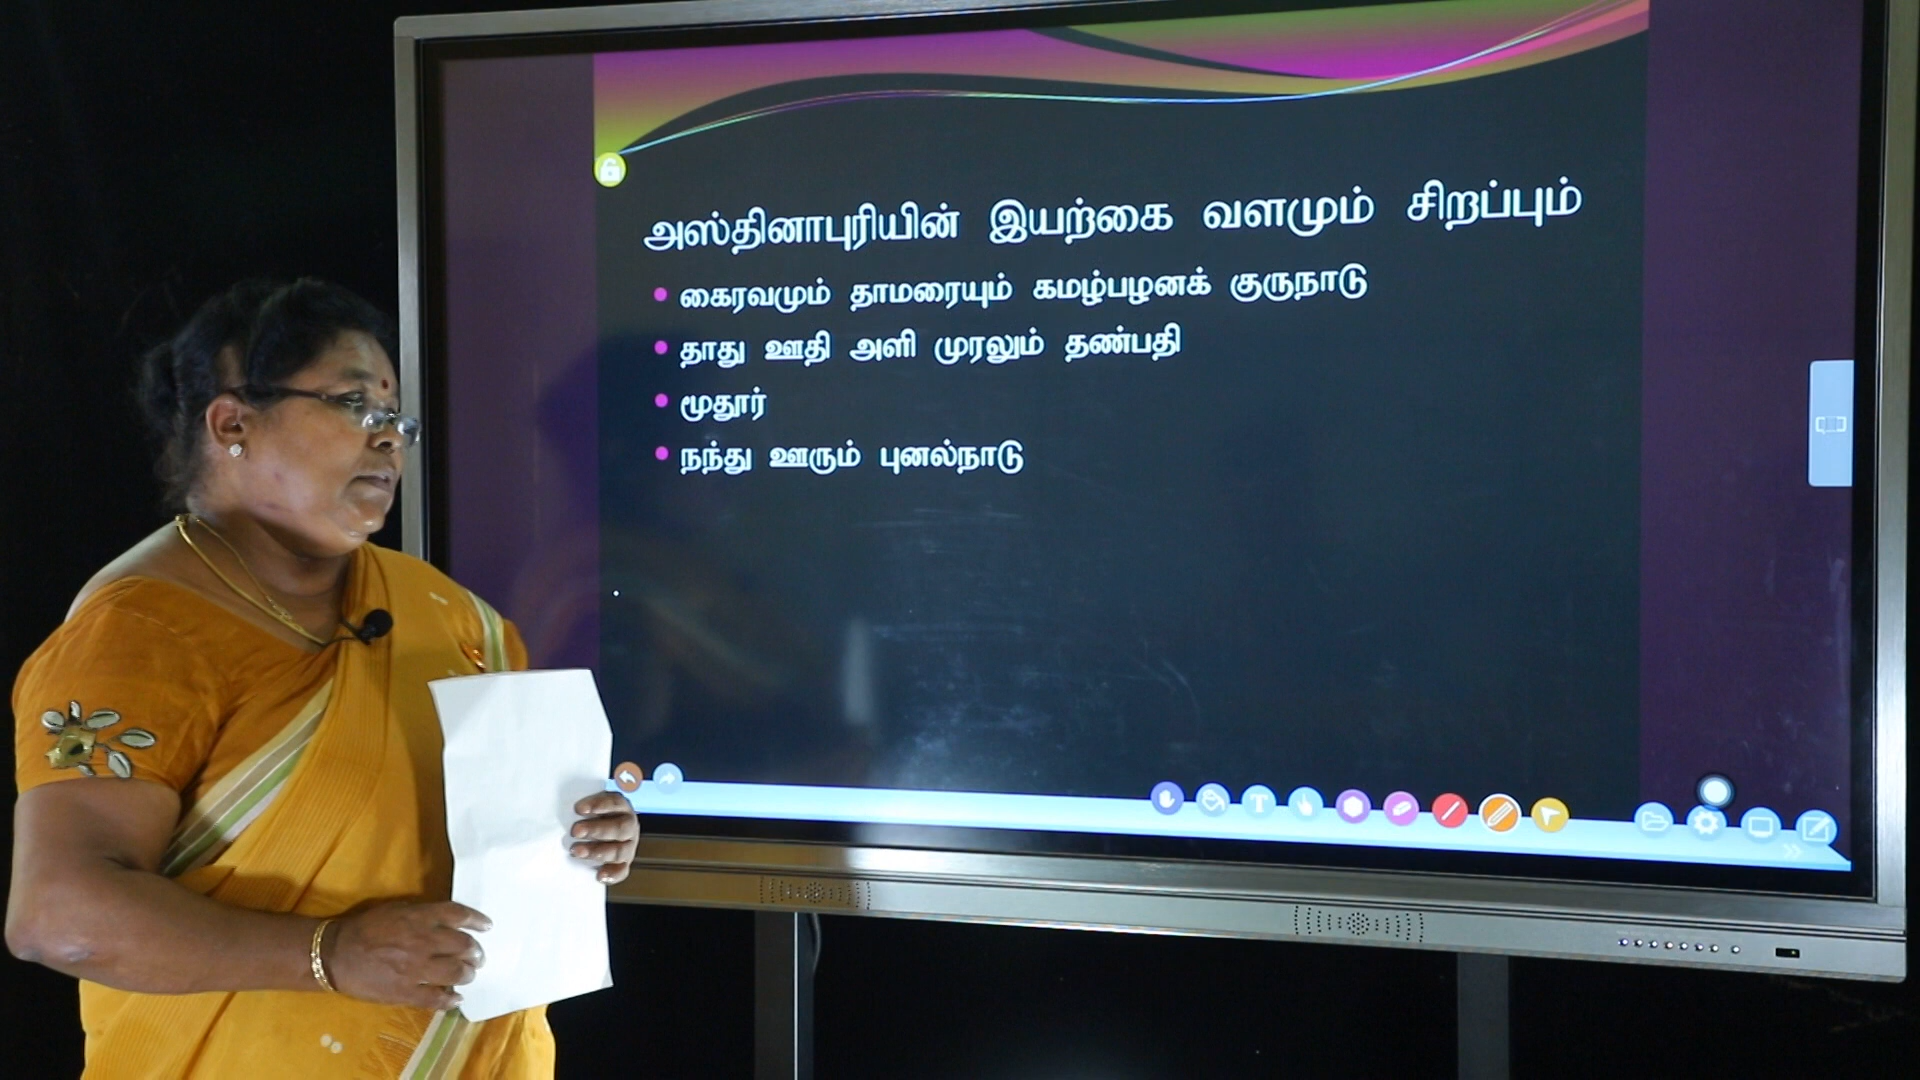 அஸ்தினாபுரியின் இயற்கை வளமும் சிறப்பும்
கைரவமும் தாமரையும் கமழ்பழனக் குருநாடு
தாது ஊதி அளி முரலும் தண்பதி
மூதூர்
நந்து ஊரும் புனல்நாடு